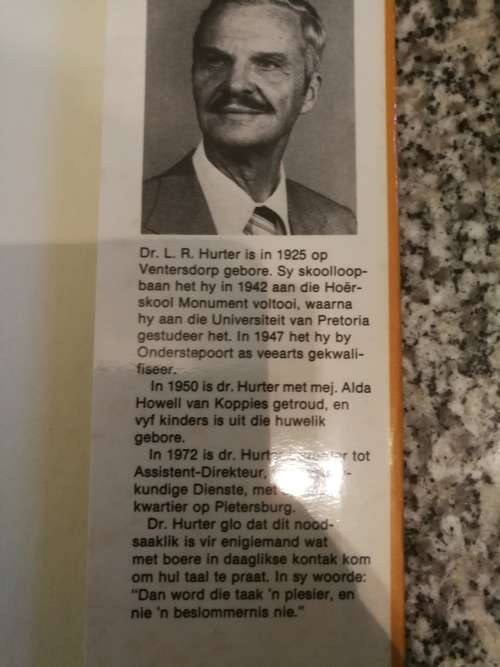 Dr. L. R. Hurter is in 1925 op
Ventersdorp gebore. Sy skoolloop-
baan het hy in 1942 aan die Hoër-
skool Monument voltooi, waarna
hy aan die Universiteit van Pretoria
gestudeer het. In 1947 het hy by
Onderstepoort as veearts gekwali-
fiseer.
In 1950 is dr. Hurter met mej. Alda
Howell van Koppies getroud, en
vyf kinders is uit die huwelik
gebore.
In 1972 is dr. Hurter tot
Assistent-Direkteur,
kundige Dienste, met
kwartier op Pietersburg.
Dr. Hurter glo dat dit nood-
saaklik is vir enigiemand wat
met boere in daaglikse kontak kom
om hul taal te praat. In sy woorde:
"Dan word die taak 'n plesier, en
nie 'n beslommernis nie."